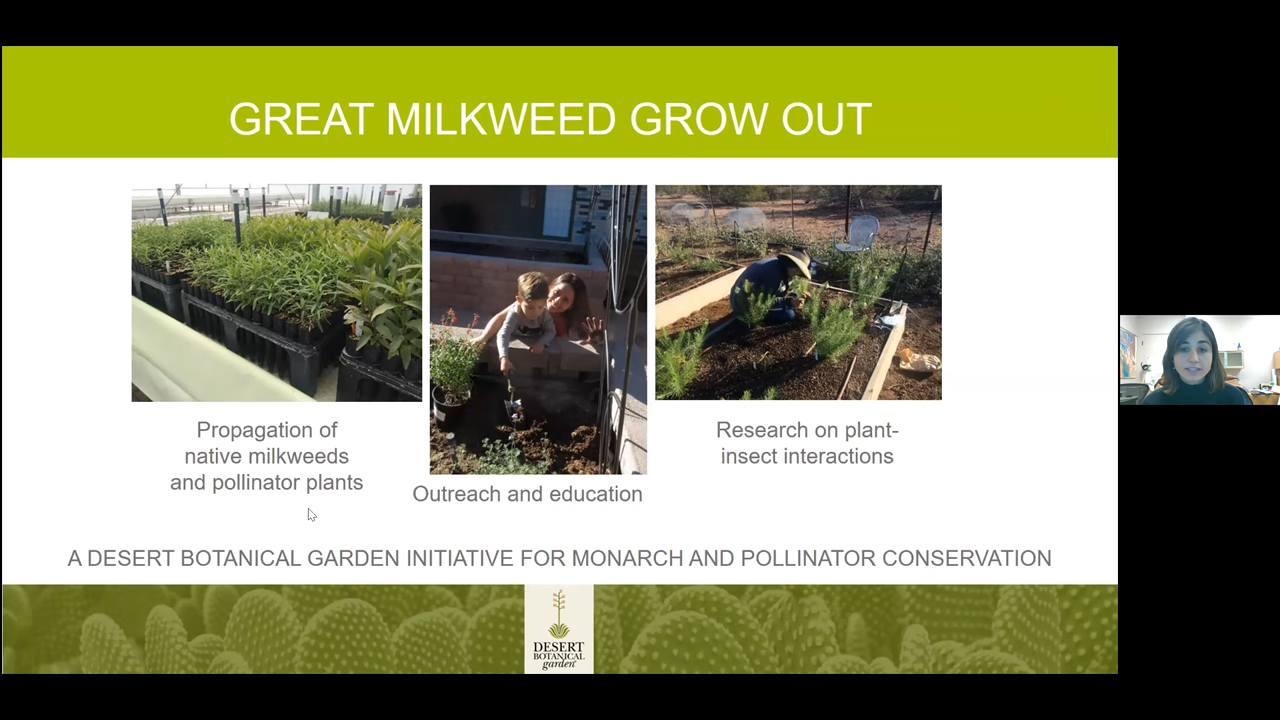 GREAT MILKWEED GROW OUT
Propagation of
native milkweeds
and pollinator plants
Outreach and education
Research on plant-
insect interactions
A DESERT BOTANICAL GARDEN INITIATIVE FOR MONARCH AND POLLINATOR CONSERVATION
DESERT
BOTANICAL
garden